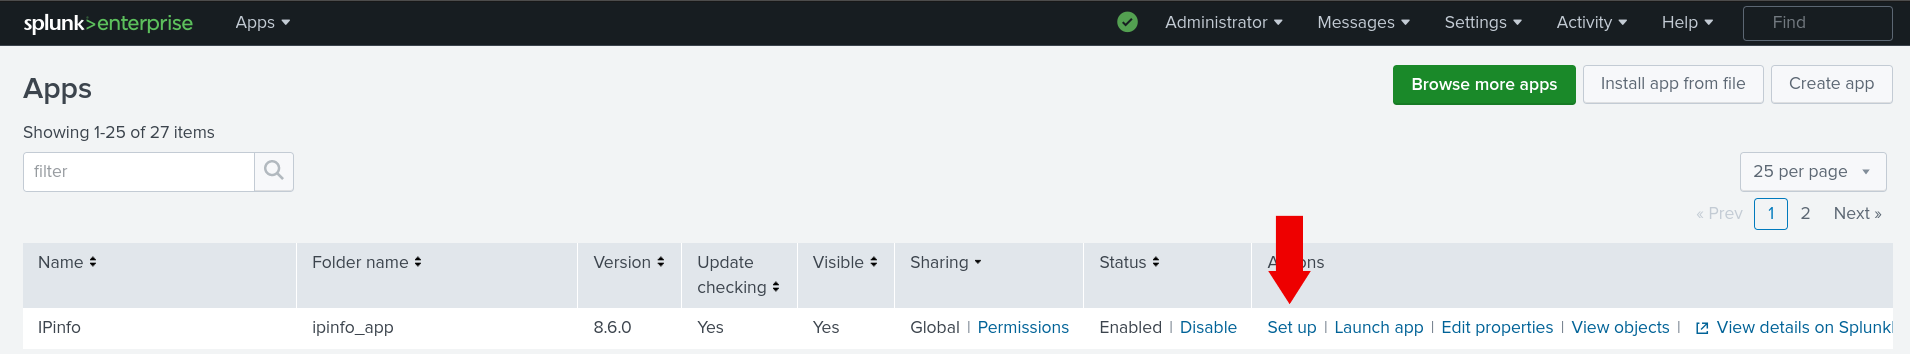 splunk>enterprise Apps Administrator Messages Settings Activity Help Find
Apps Browse more apps Install app from file Create app
Showing 1-25 of 27 items
filter 25 per page
« Prev 1 2 Next »
Name Folder name Version Update checking Visible Sharing Status
IPinfo ipinfo_app 8.6.0 Yes Yes Global | Permissions Enabled | Disable Set up | Launch app | Edit properties | View objects | View details on